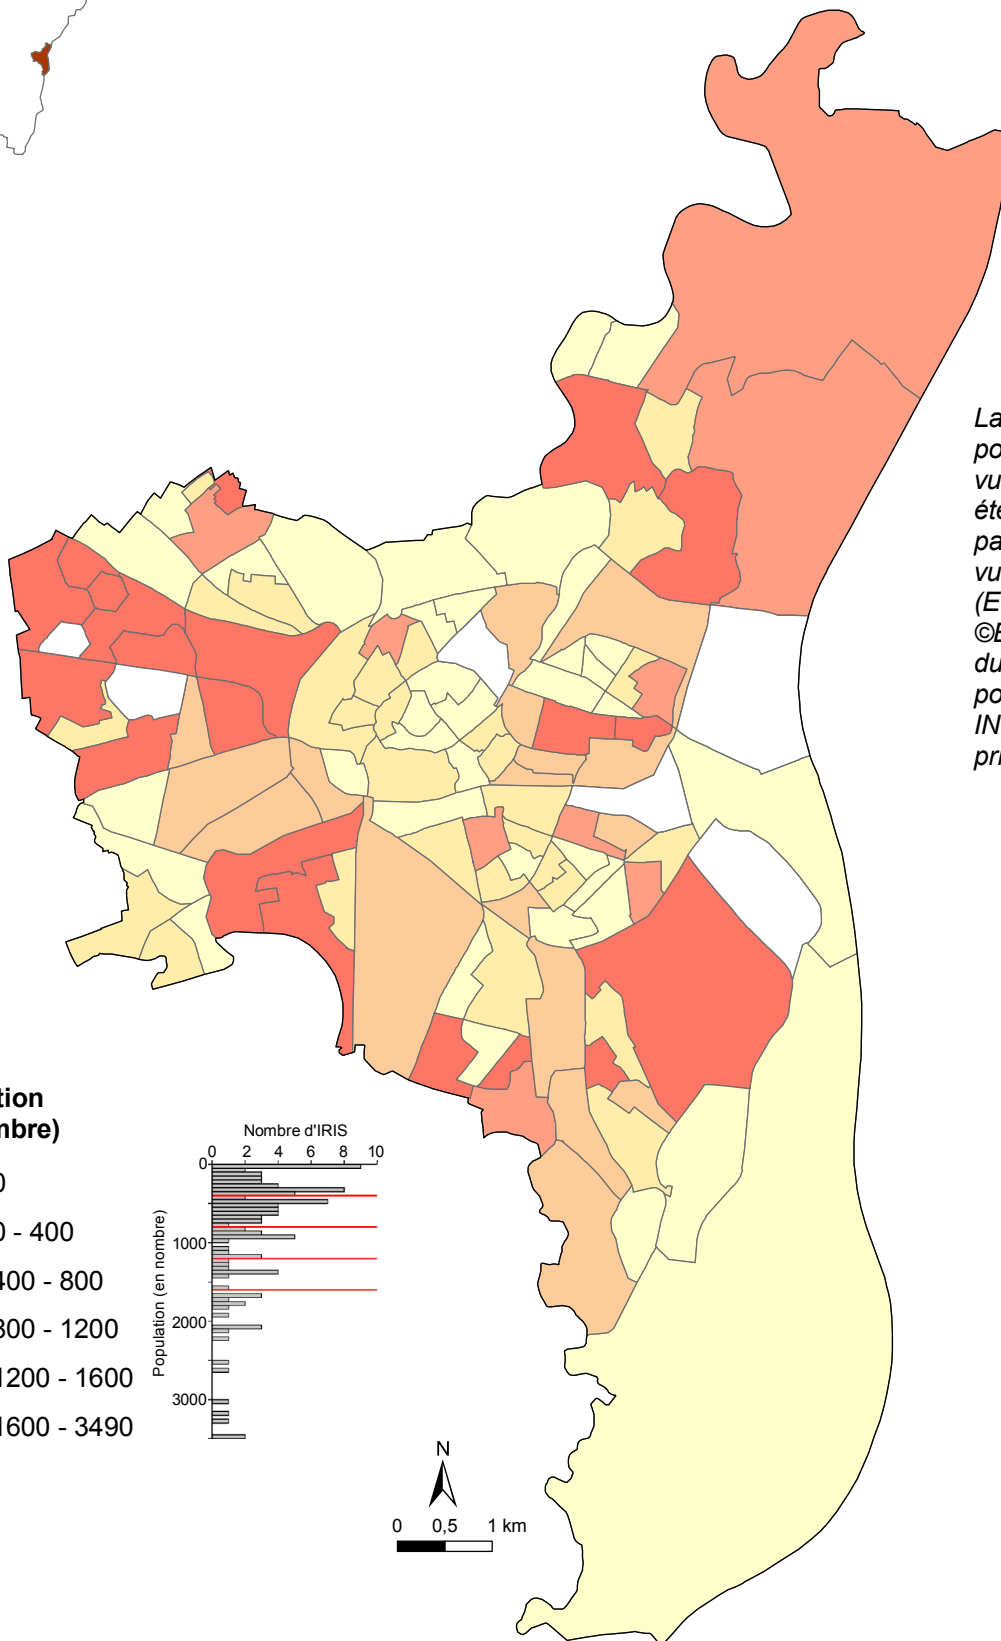 La
po
vu
éte
pa
vu
(E
©E
du
po
IN
pri
tion
mbre)
0
0 - 400
400 - 800
800 - 1200
1200 - 1600
1600 - 3490
Nombre d'IRIS
0 2 4 6 8 10
Population (en nombre)
0
1000
2000
3000
N
0 0,5 1 km